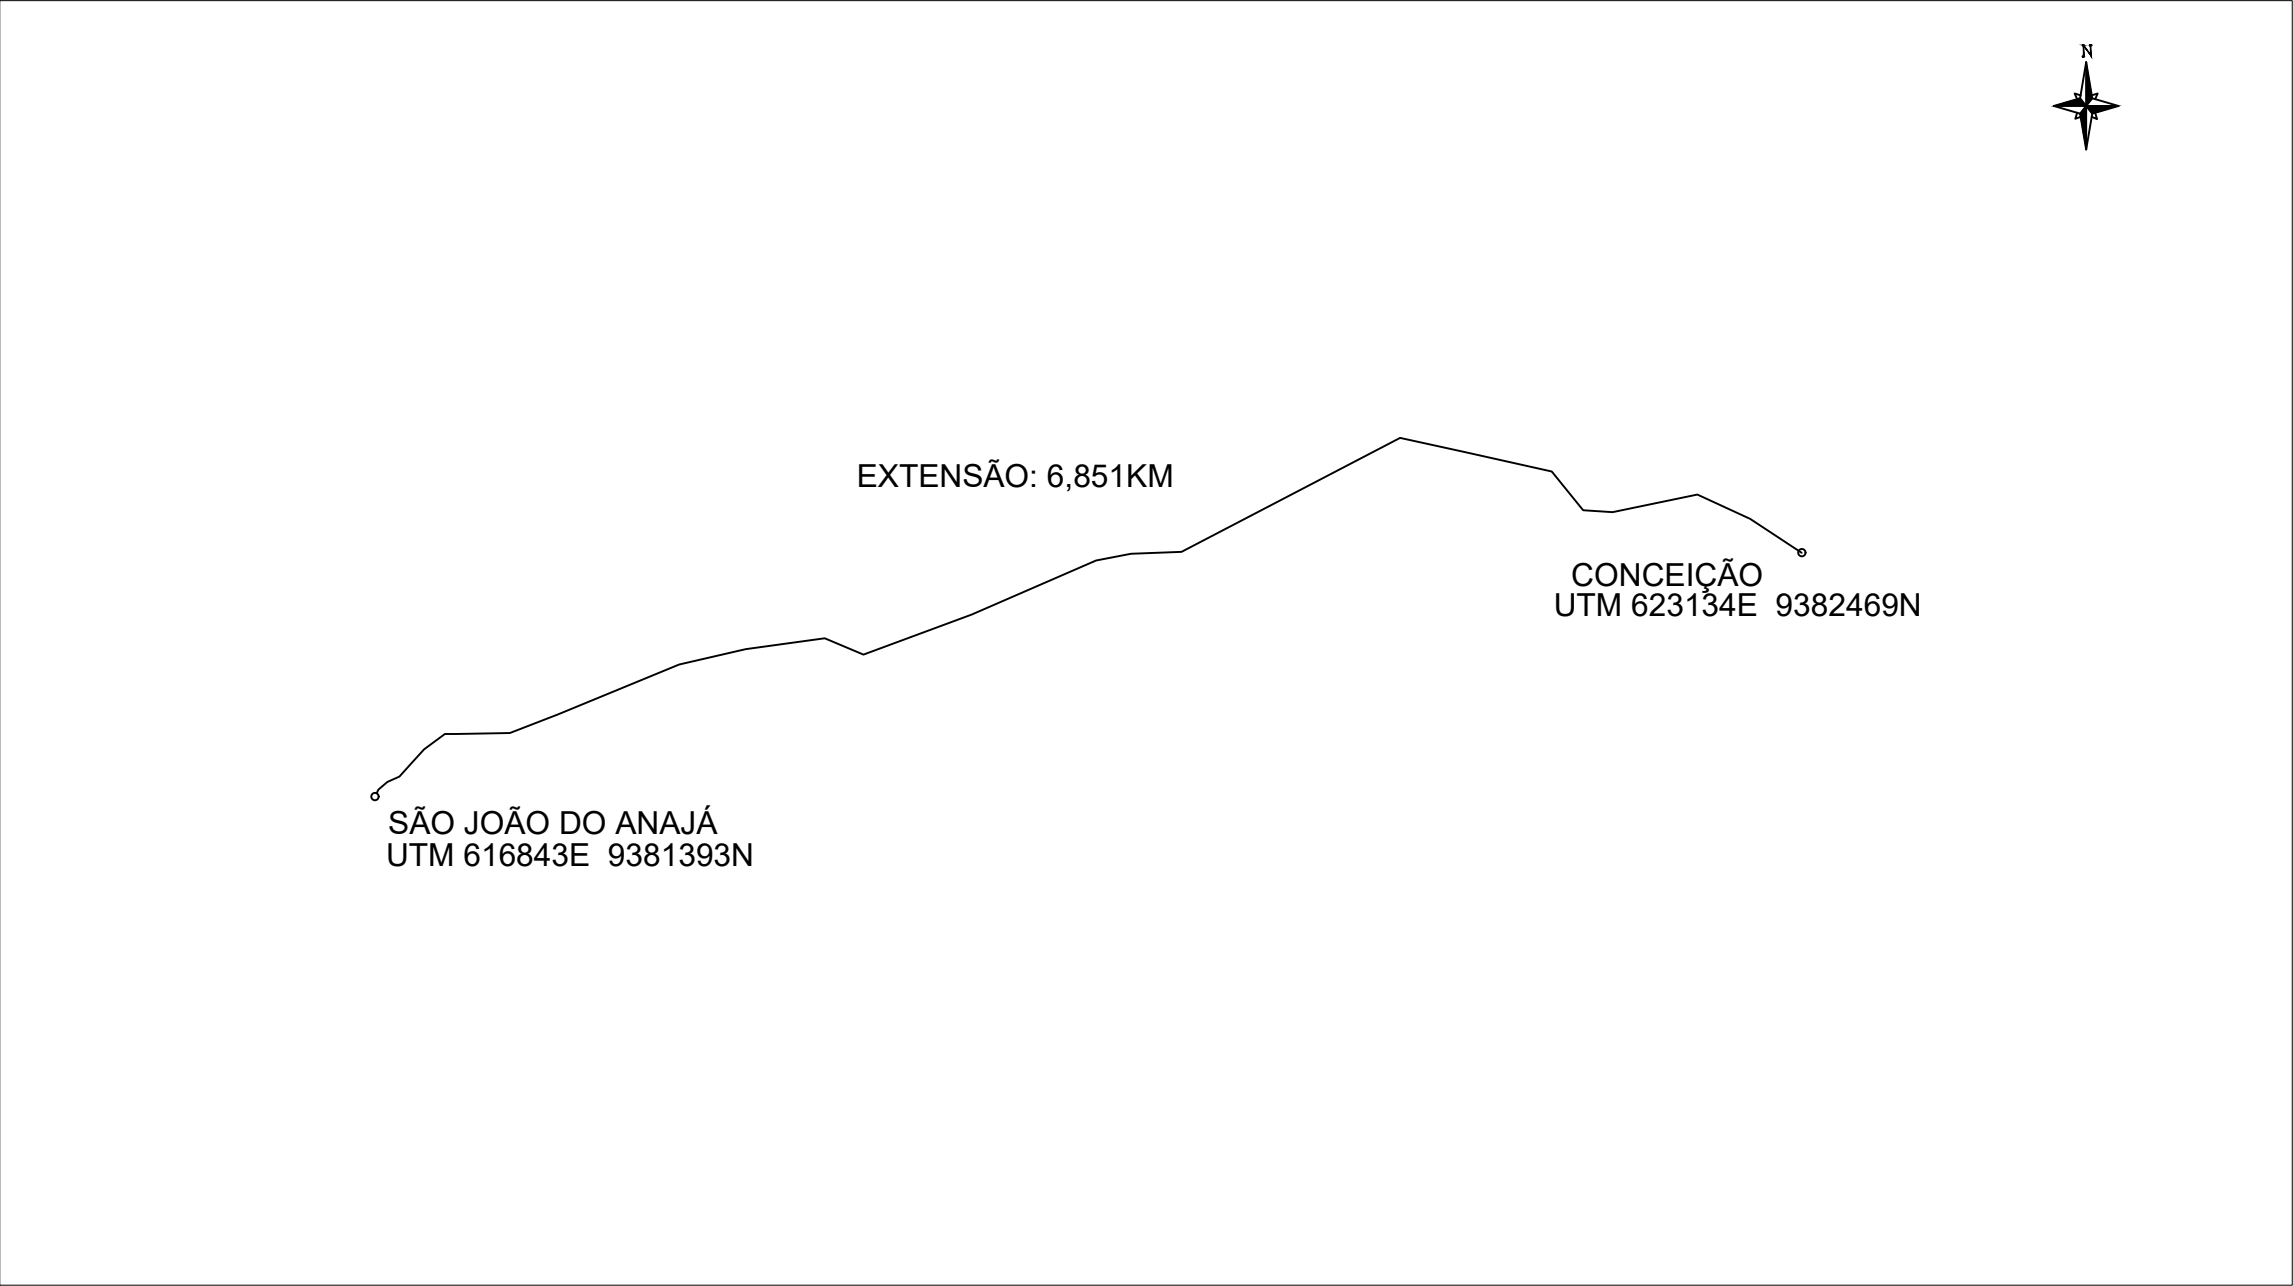 N
EXTENSÃO: 6,851KM
CONCEIÇÃO
UTM 623134E  9382469N
SÃO JOÃO DO ANAJÁ
UTM 616843E  9381393N